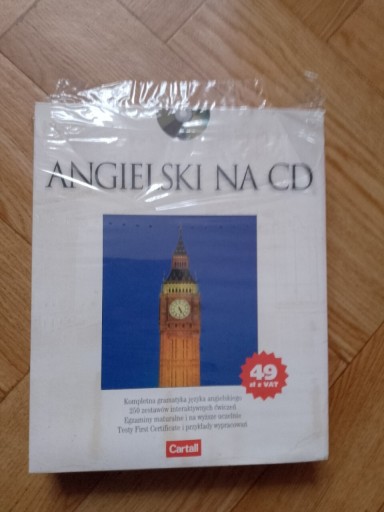 ANGIELSKI NA CD
Kompletna gramatyka języka angielskiego
250 zestawów interaktywnych ćwiczeń
Egzaminy maturalne i na wyższe uczelnie
Testy First Certificate i przykłady wypracowań
49
zł z VAT
Cartall